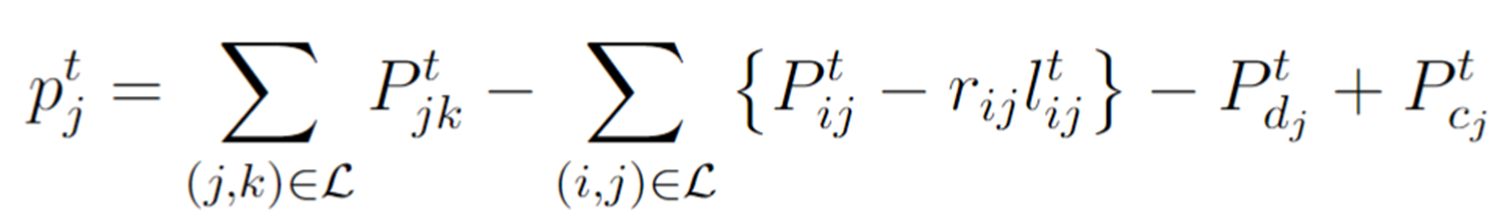 p_j^t = \sum_{(j,k) \in \mathcal{L}} P_{jk}^t - \sum_{(i,j) \in \mathcal{L}} \{ P_{ij}^t - r_{ij} l_{ij}^t \} - P_{d_j}^t + P_{c_j}^t